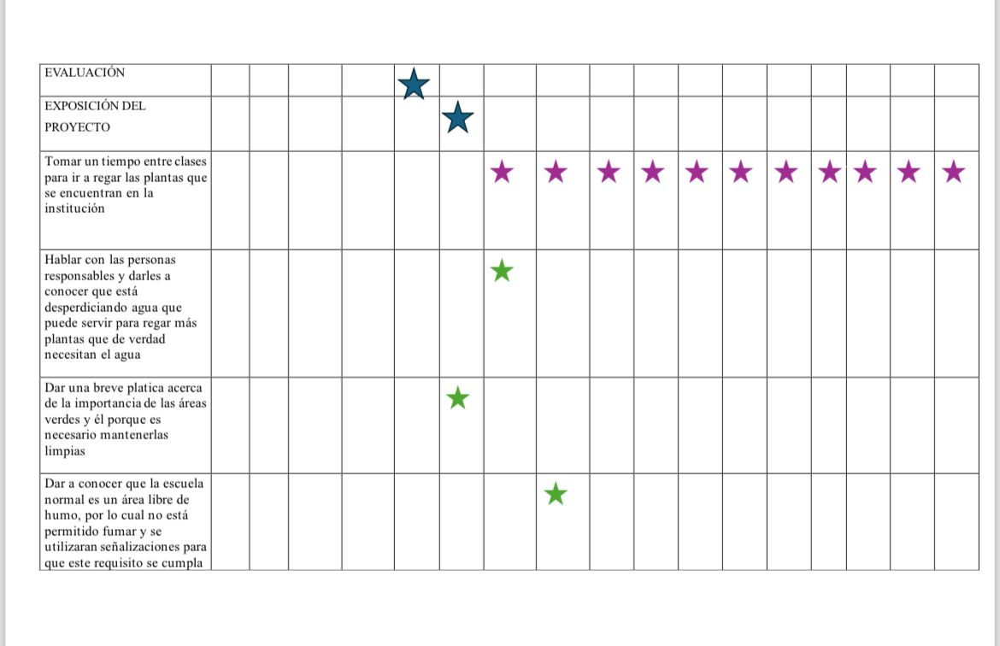 EVALUACIÓN
EXPOSICIÓN DEL
PROYECTO
Tomar un tiempo entre clases
para ir a regar las plantas que
se encuentran en la
institución
Hablar con las personas
responsables y darles a
conocer que está
desperdiciando agua que
puede servir para regar más
plantas que de verdad
necesitan el agua
Dar una breve platica acerca
de la importancia de las áreas
verdes y él porque es
necesario mantenerlas
limpias
Dar a conocer que la escuela
normal es un área libre de
humo, por lo cual no está
permitido fumar y se
utilizaran señalizaciones para
que este requisito se cumpla